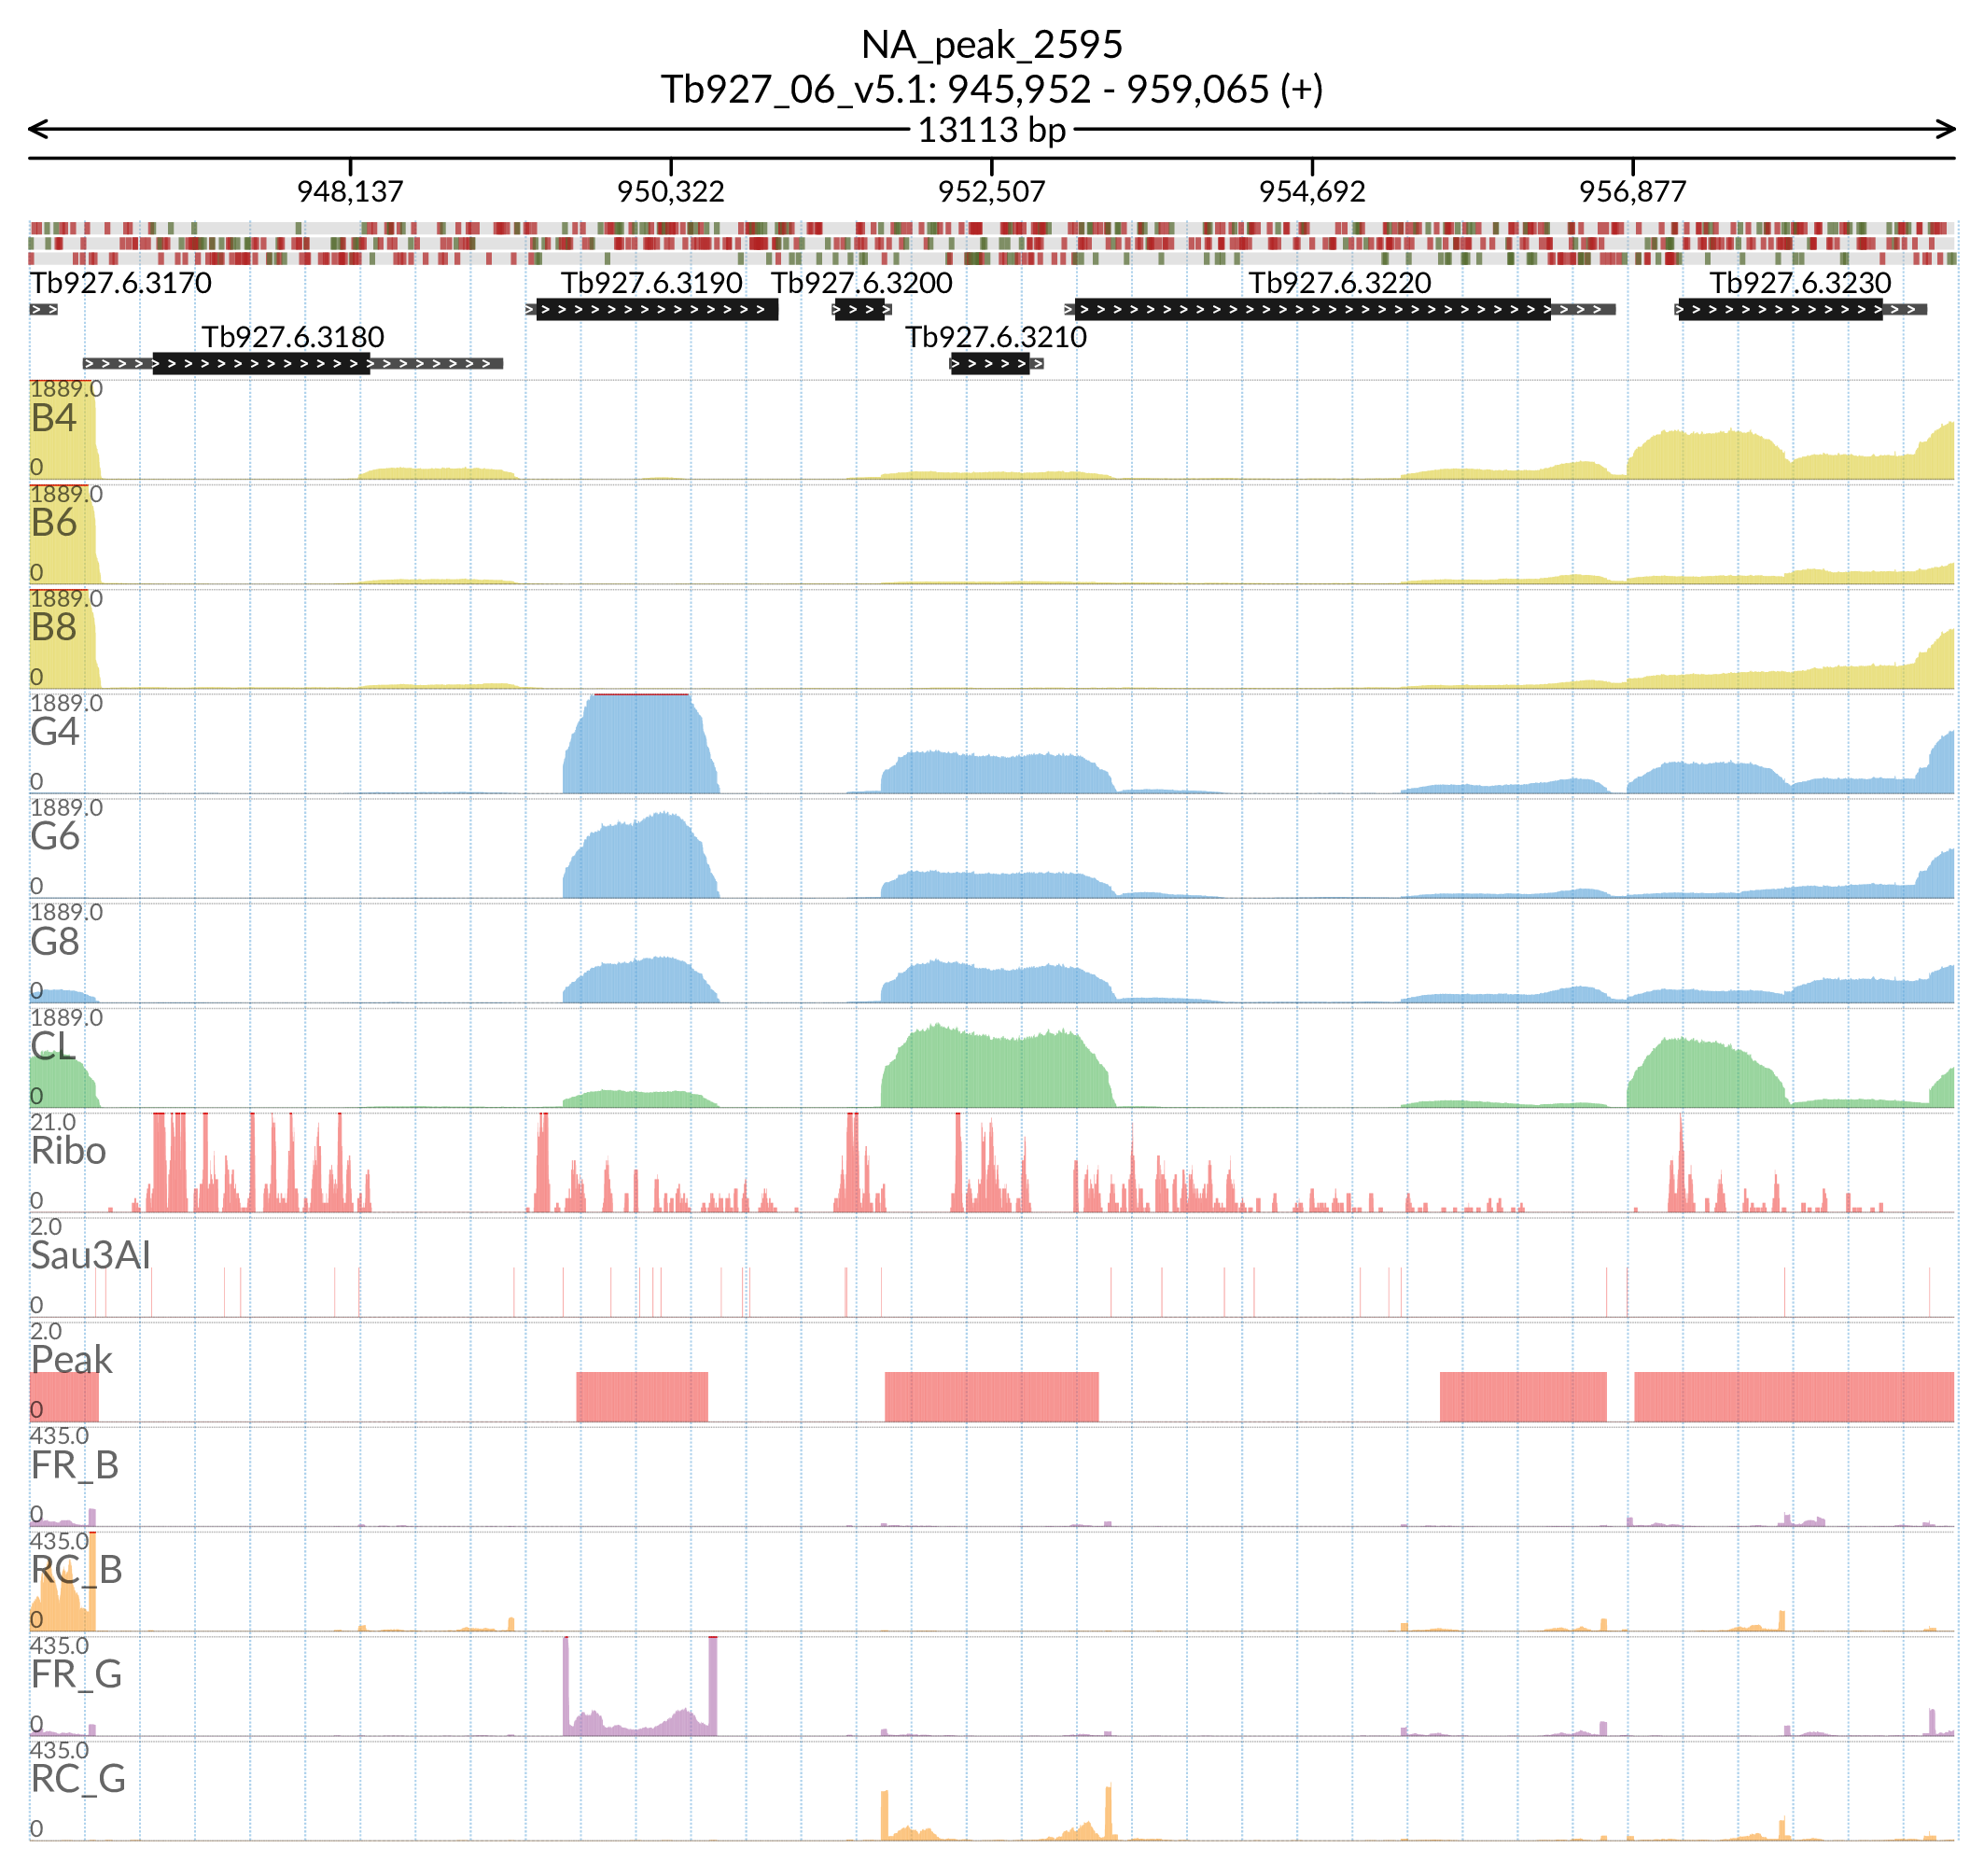 NA_peak_2595
Tb927_06_v5.1: 945,952 - 959,065 (+)
13113 bp
948,137 950,322 952,507 954,692 956,877
Tb927.6.3170 Tb927.6.3190 Tb927.6.3200 Tb927.6.3220 Tb927.6.3230
Tb927.6.3180 Tb927.6.3210
1889.0
B4
0
1889.0
B6
0
1889.0
B8
0
1889.0
G4
0
1889.0
G6
0
1889.0
G8
0
1889.0
CL
0
21.0
Ribo
0
2.0
Sau3AI
0
2.0
Peak
0
435.0
FR_B
0
435.0
RC_B
0
435.0
FR_G
0
435.0
RC_G
0